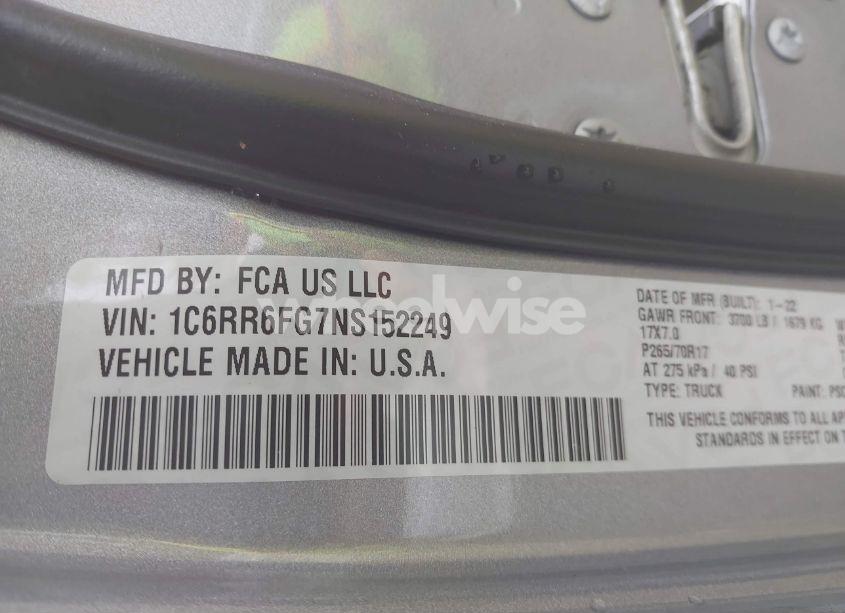 MFD BY: FCA US LLC
VIN: 1C6RR6FG7NS152249
VEHICLE MADE IN: U.S.A.
DATE OF MFR (BUILT): 1-22
GAWR FRONT: 3700 LB / 1679 KG
17X7.0
P265/70R17
AT 275 kPa / 40 PSI
TYPE: TRUCK PAINT: PSC
THIS VEHICLE CONFORMS TO ALL AP
STANDARDS IN EFFECT ON T
wheelwise